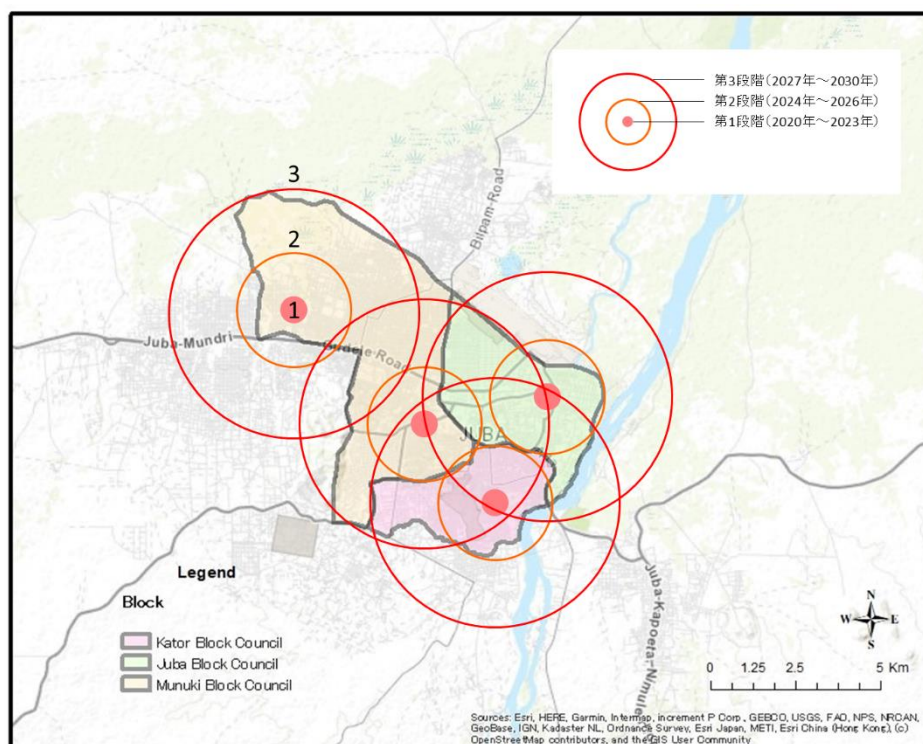 第3段階(2027年~2030年)
第2段階(2024年~2026年)
第1段階(2020年~2023年)
3
2
1
Bilpam-Road
Juba-Mundri
Gudele-Road
JUBA
Juba-Kapoeta-Nimule
Legend
Block
Kator Block Council
Juba Block Council
Munuki Block Council
N
W E
S
0 1.25 2.5 5 Km
Sources: Esri, HERE, Garmin, Intermap, increment P Corp., GEBCO, USGS, FAO, NPS, NRCAN,
GeoBase, IGN, Kadaster NL, Ordnance Survey, Esri Japan, METI, Esri China (Hong Kong), (c)
OpenStreetMap contributors, and the GIS User Community